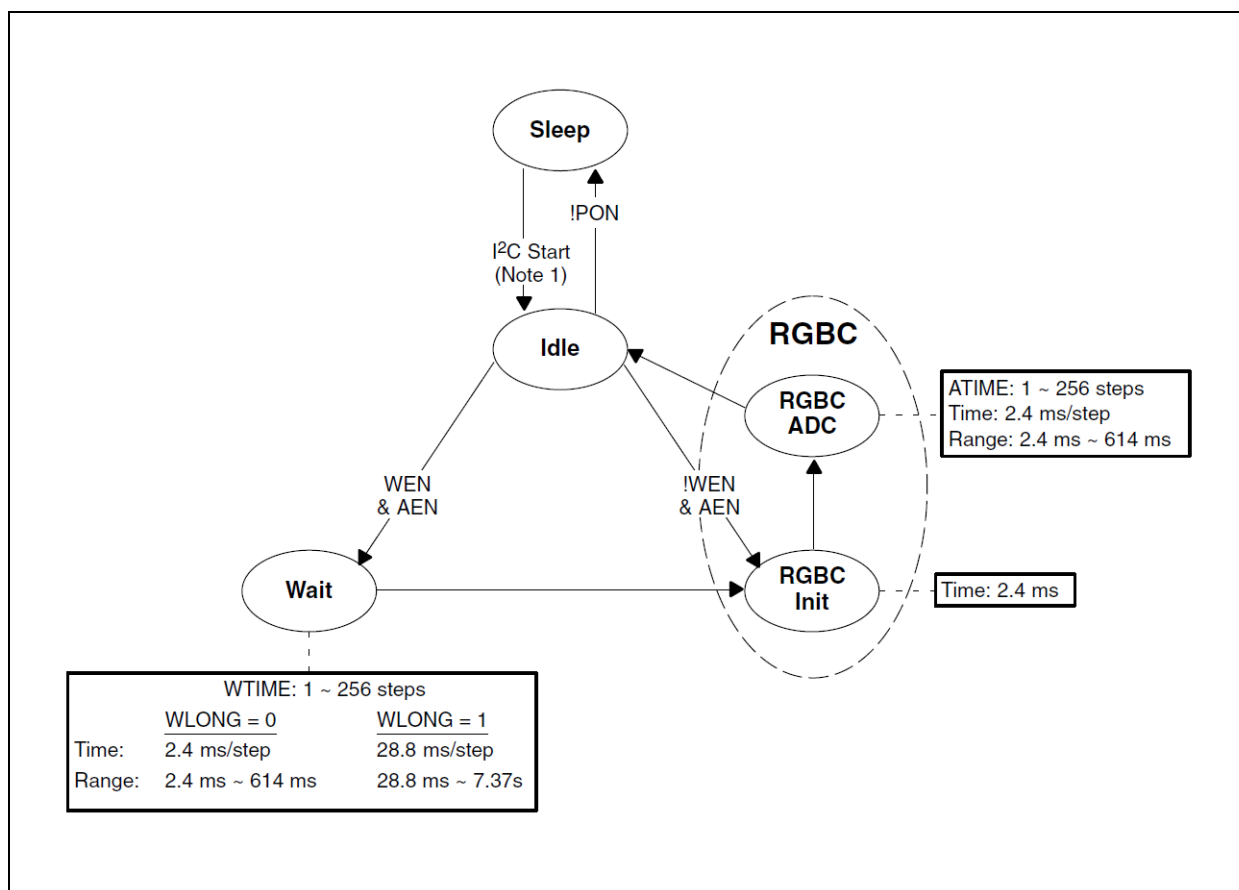 Sleep
!PON
I²C Start
(Note 1)
Idle
RGBC
RGBC
ADC
ATIME: 1 ~ 256 steps
Time: 2.4 ms/step
Range: 2.4 ms ~ 614 ms
WEN
& AEN
!WEN
& AEN
Wait
RGBC
Init
Time: 2.4 ms
WTIME: 1 ~ 256 steps
WLONG = 0 WLONG = 1
Time: 2.4 ms/step 28.8 ms/step
Range: 2.4 ms ~ 614 ms 28.8 ms ~ 7.37s